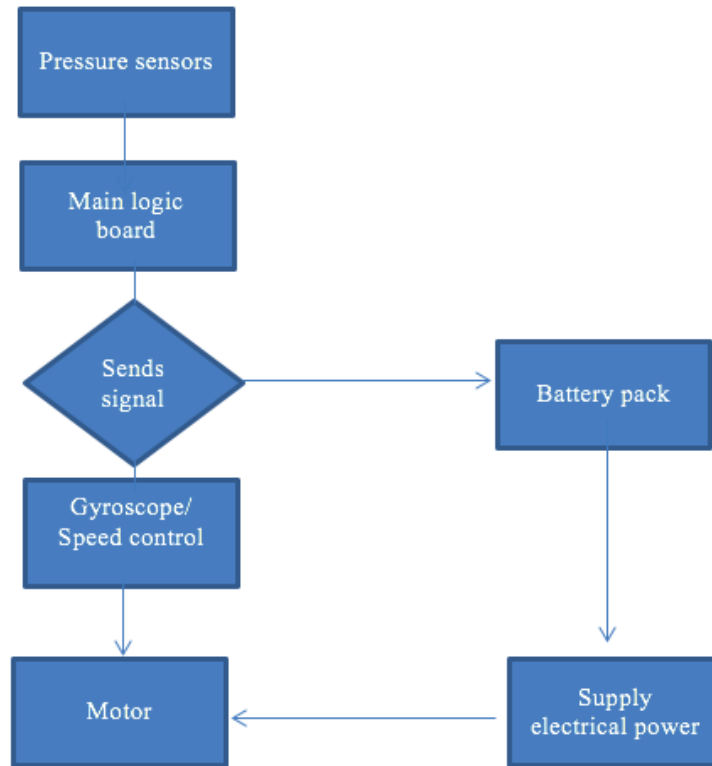 Pressure sensors
Main logic
board
Sends
signal
Battery pack
Gyroscope/
Speed control
Motor
Supply
electrical power